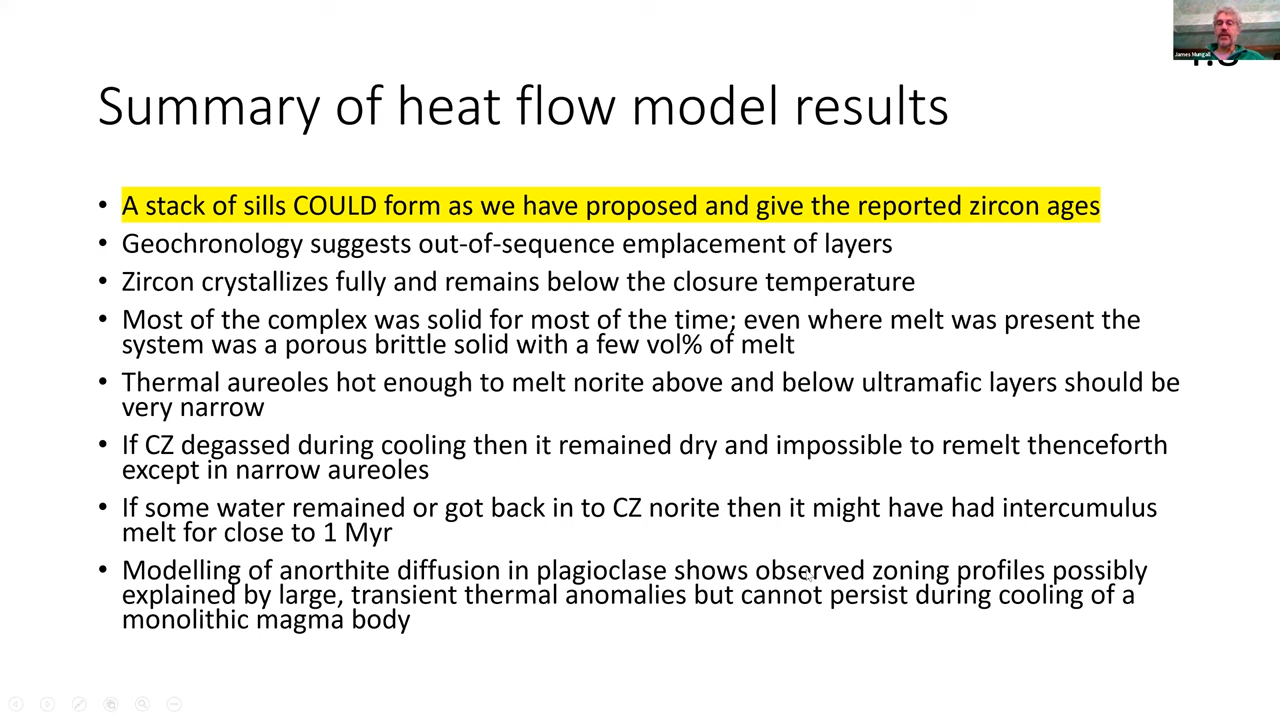 James Mungall
Summary of heat flow model results
• A stack of sills COULD form as we have proposed and give the reported zircon ages
• Geochronology suggests out-of-sequence emplacement of layers
• Zircon crystallizes fully and remains below the closure temperature
• Most of the complex was solid for most of the time; even where melt was present the
system was a porous brittle solid with a few vol% of melt
• Thermal aureoles hot enough to melt norite above and below ultramafic layers should be
very narrow
• If CZ degassed during cooling then it remained dry and impossible to remelt thenceforth
except in narrow aureoles
• If some water remained or got back in to CZ norite then it might have had intercumulus
melt for close to 1 Myr
• Modelling of anorthite diffusion in plagioclase shows observed zoning profiles possibly
explained by large, transient thermal anomalies but cannot persist during cooling of a
monolithic magma body